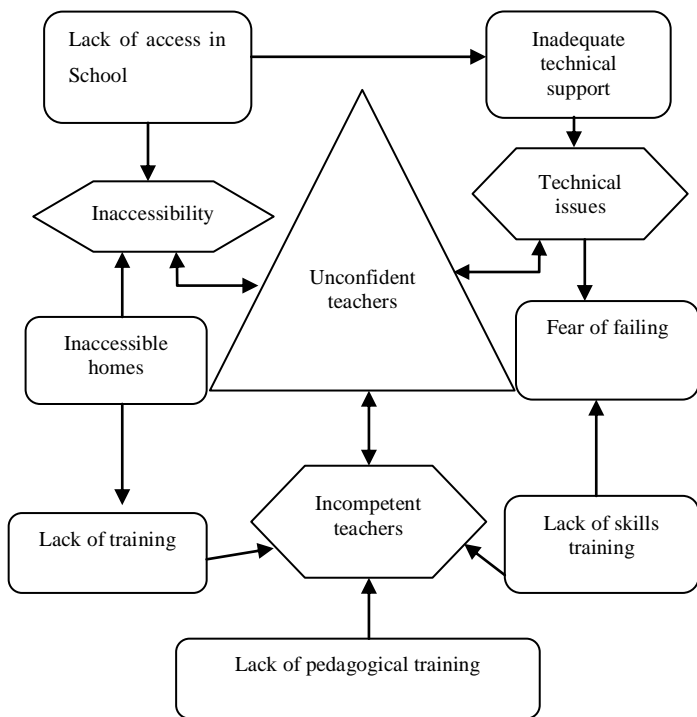 Lack of access in
School
Inadequate
technical
support
Inaccessibility
Technical
issues
Unconfident
teachers
Inaccessible
homes
Fear of failing
Incompetent
teachers
Lack of training
Lack of skills
training
Lack of pedagogical training